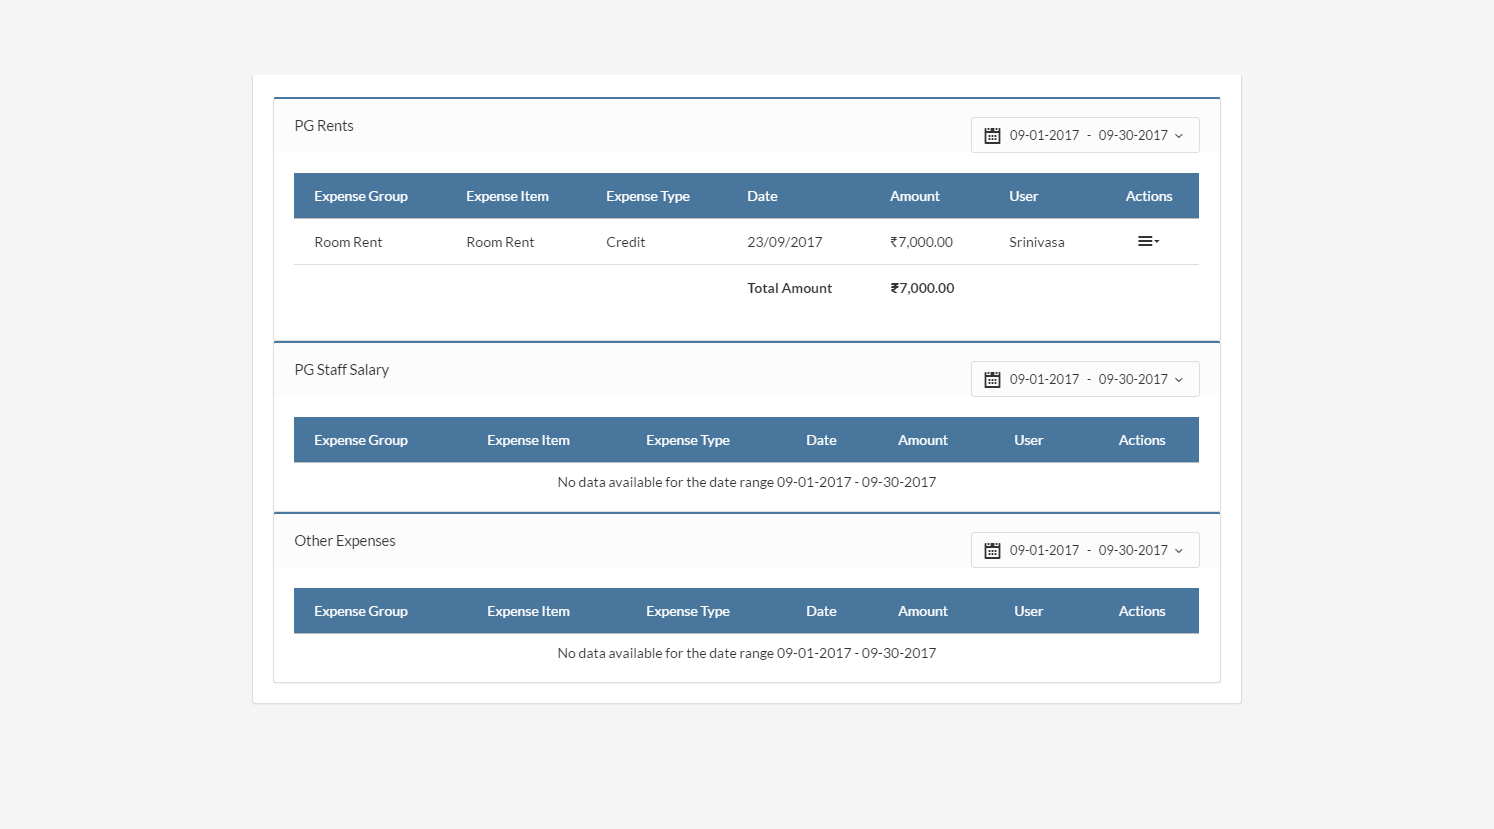 PG Rents
09-01-2017 - 09-30-2017
Expense Group Expense Item Expense Type Date Amount User Actions
Room Rent Room Rent Credit 23/09/2017 ₹7,000.00 Srinivasa
Total Amount ₹7,000.00
PG Staff Salary
09-01-2017 - 09-30-2017
Expense Group Expense Item Expense Type Date Amount User Actions
No data available for the date range 09-01-2017 - 09-30-2017
Other Expenses
09-01-2017 - 09-30-2017
Expense Group Expense Item Expense Type Date Amount User Actions
No data available for the date range 09-01-2017 - 09-30-2017